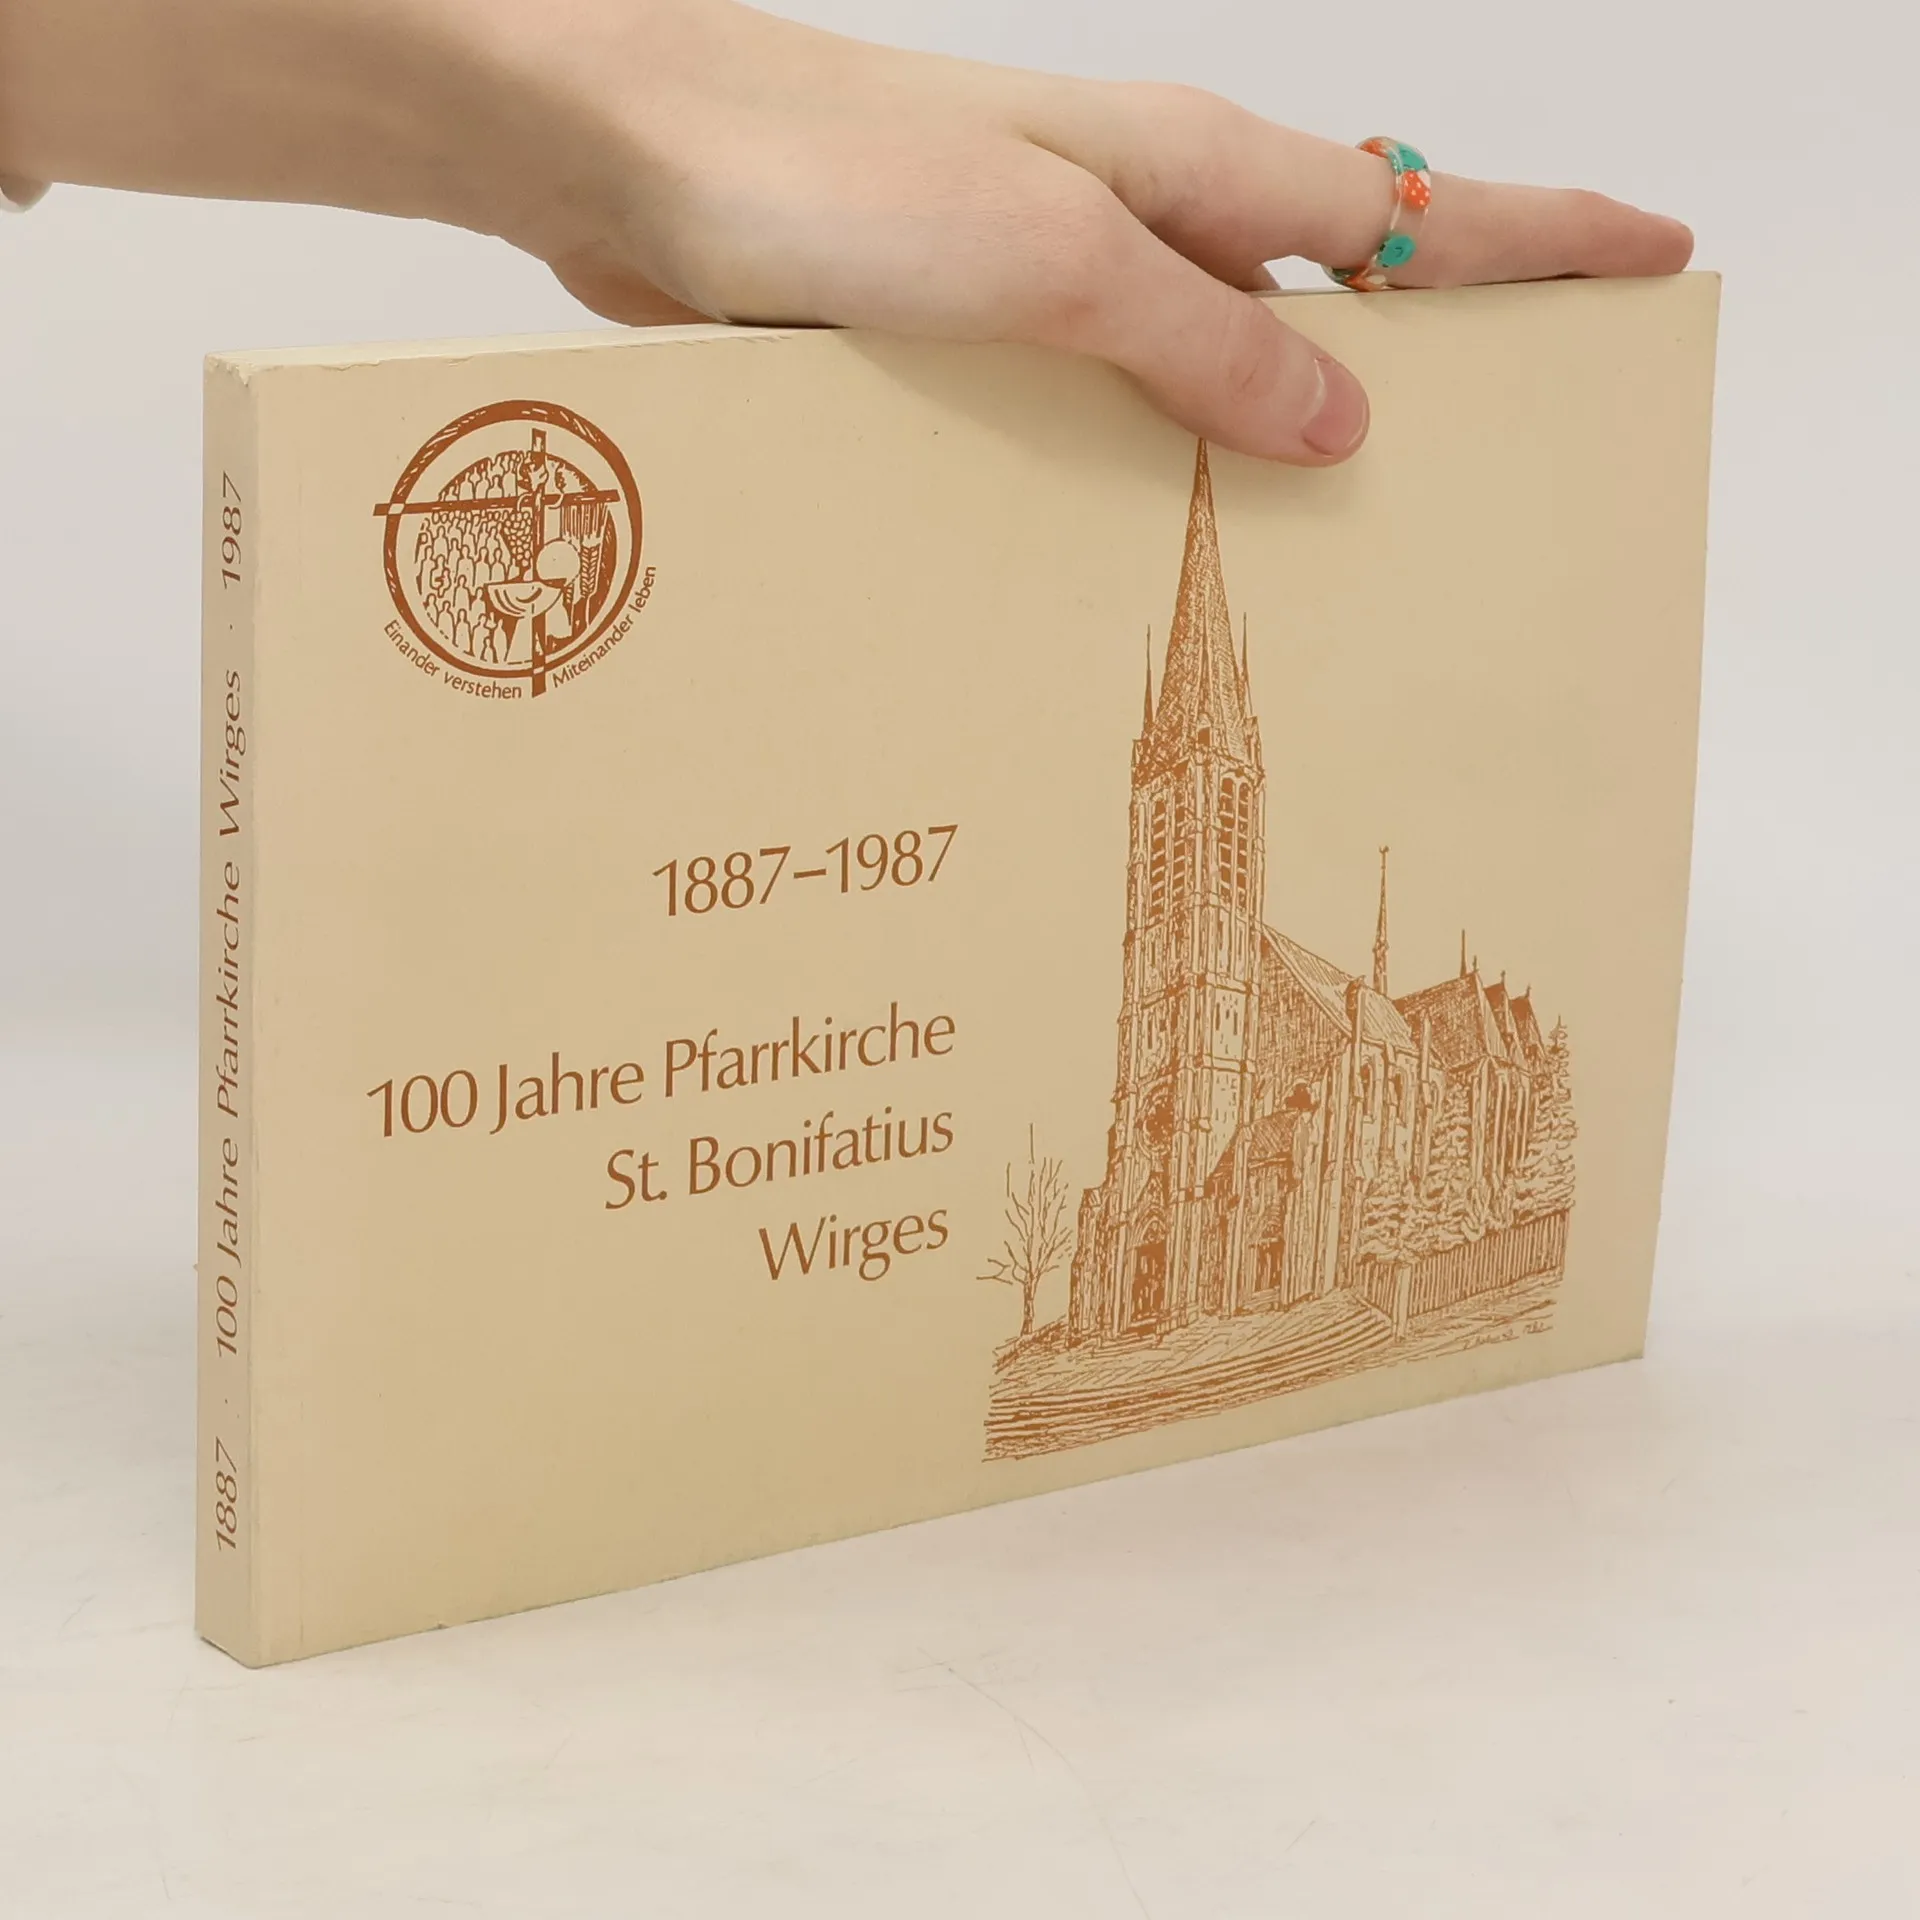 1887 · 100 Jahre Pfarrkirche Wirges · 1987
Einander verstehen Miteinander leben
1887–1987
100 Jahre Pfarrkirche
St. Bonifatius
Wirges